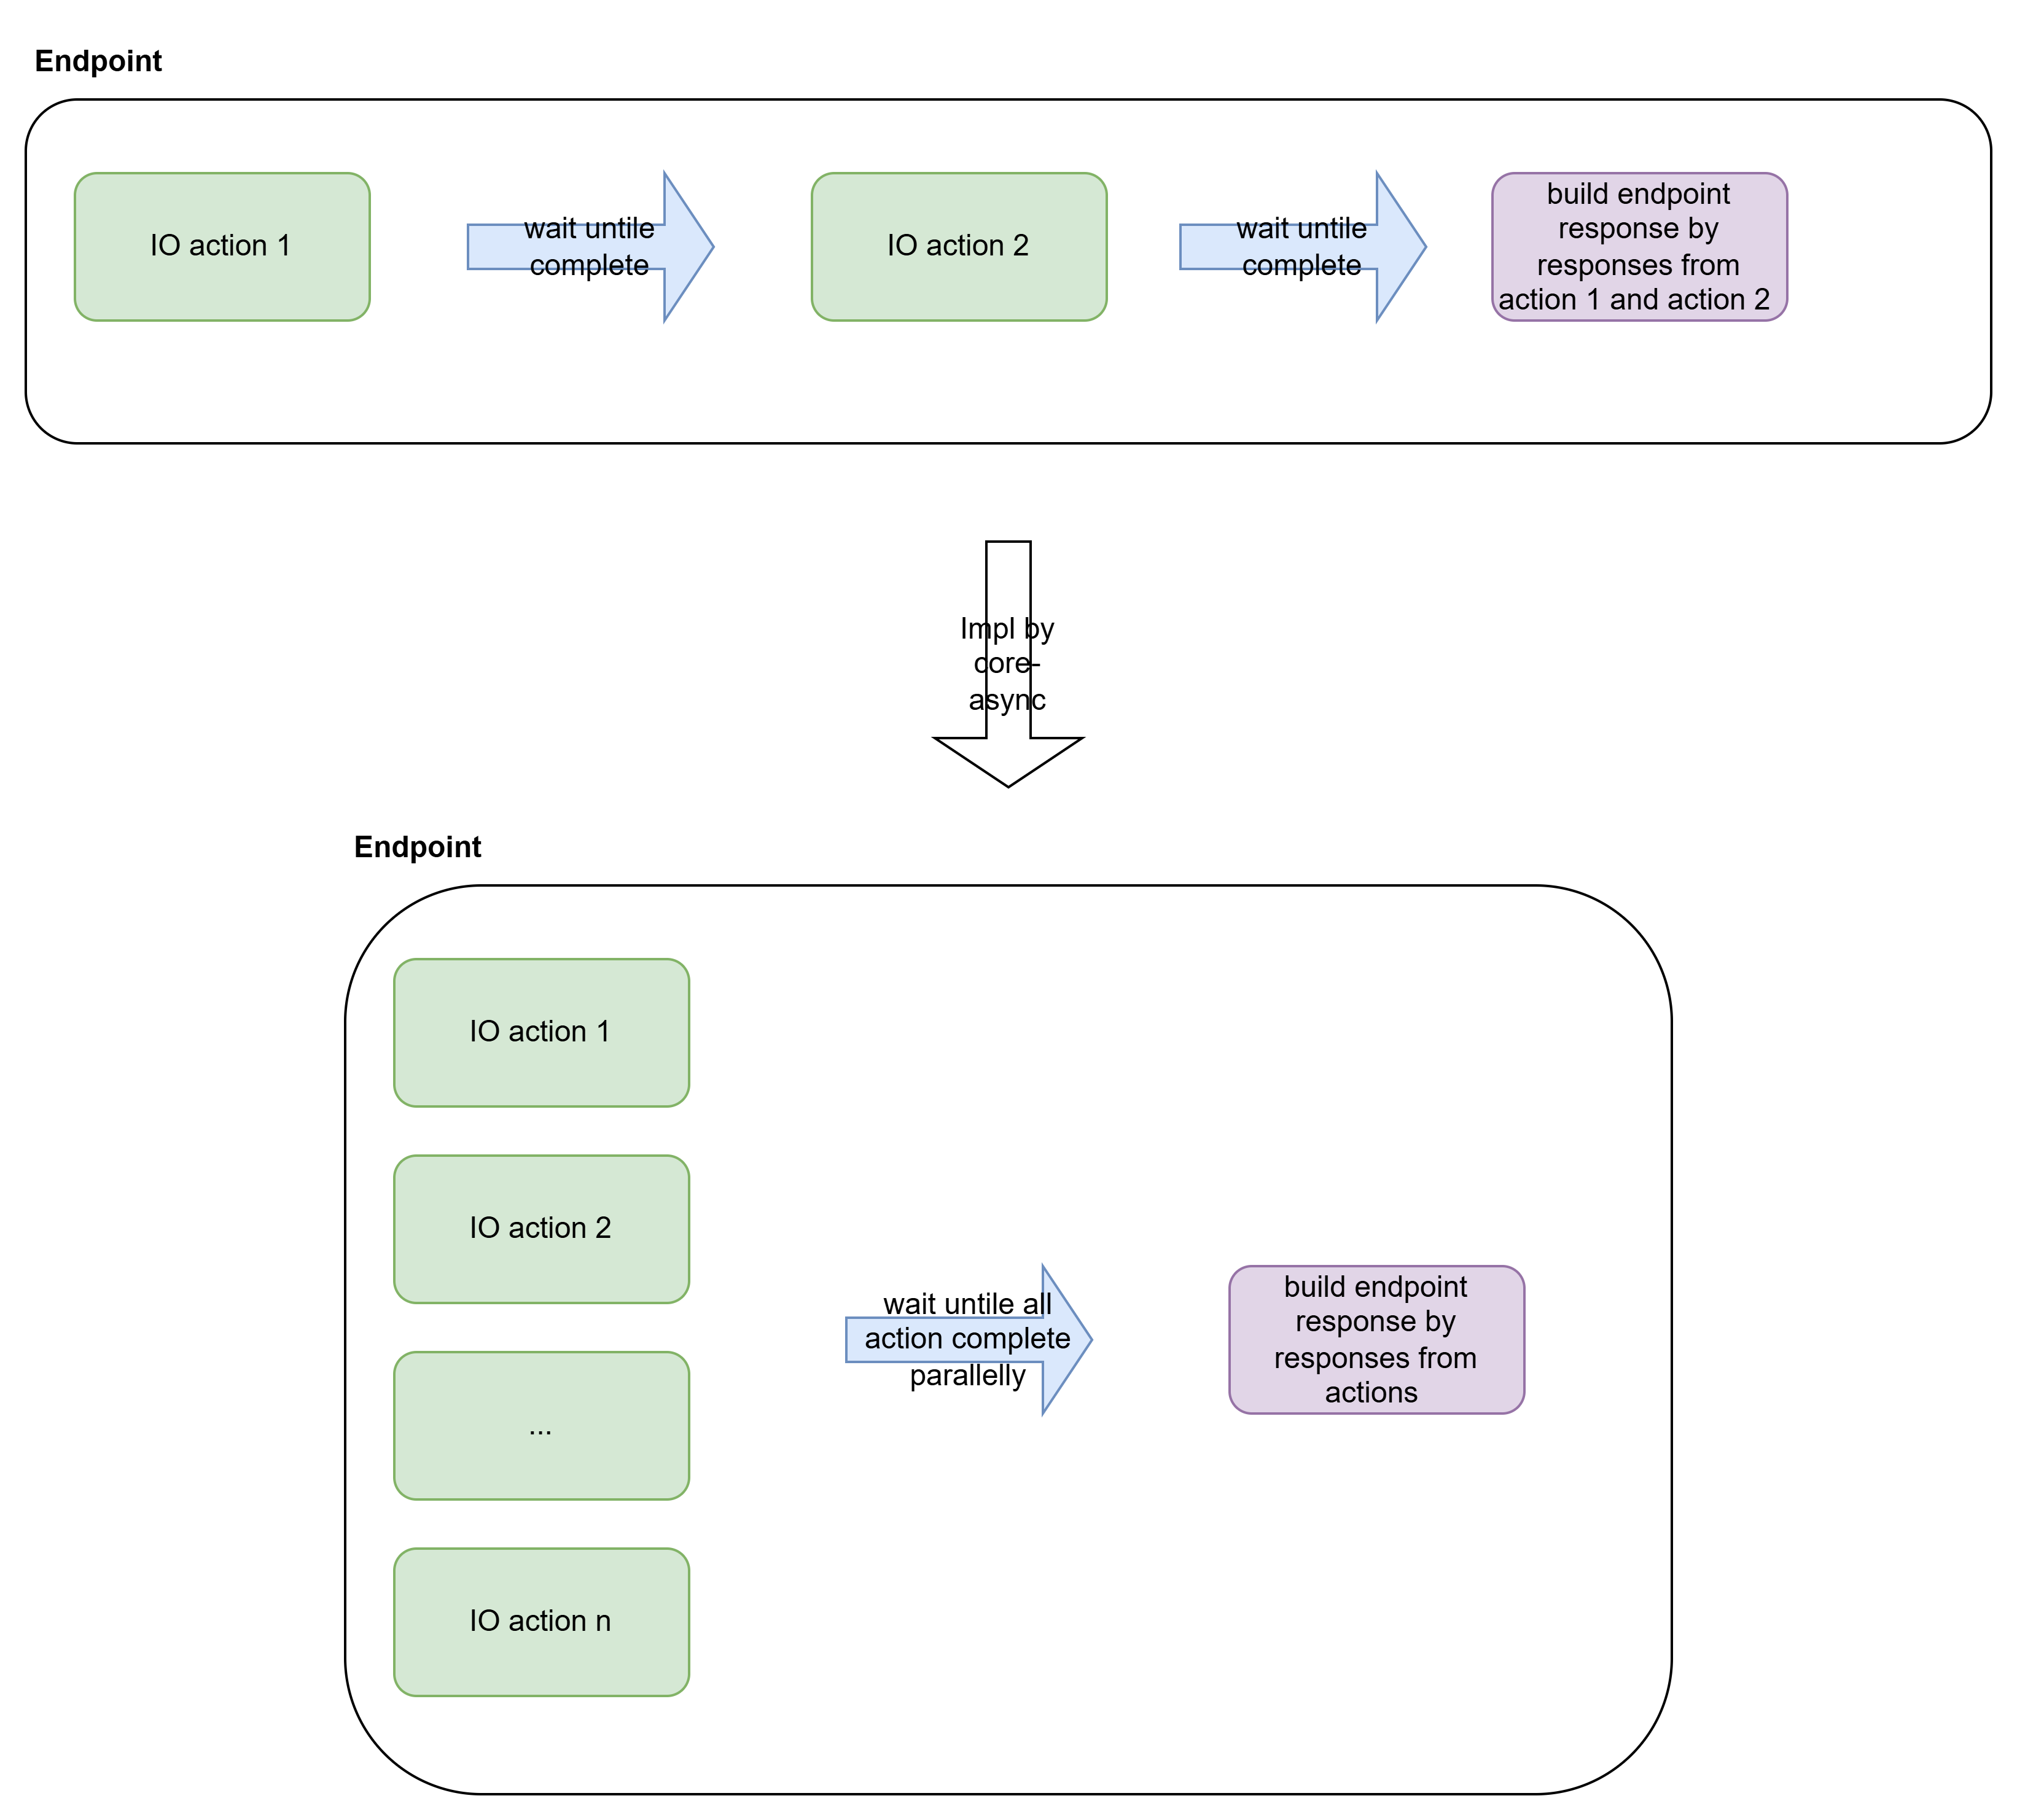 Endpoint
IO action 1
wait untile
complete
IO action 2
wait untile
complete
build endpoint
response by
responses from
action 1 and action 2
Impl by
core-
async
Endpoint
IO action 1
IO action 2
...
IO action n
wait untile all
action complete
parallelly
build endpoint
response by
responses from
actions